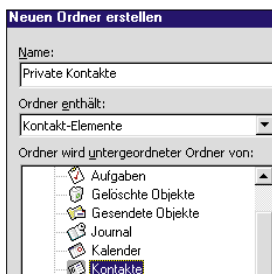 Neuen Ordner erstellen
Name:
Private Kontakte
Ordner enthält:
Kontakt-Elemente
Ordner wird untergeordneter Ordner von:
Aufgaben
Gelöschte Objekte
Gesendete Objekte
Journal
Kalender
Kontakte